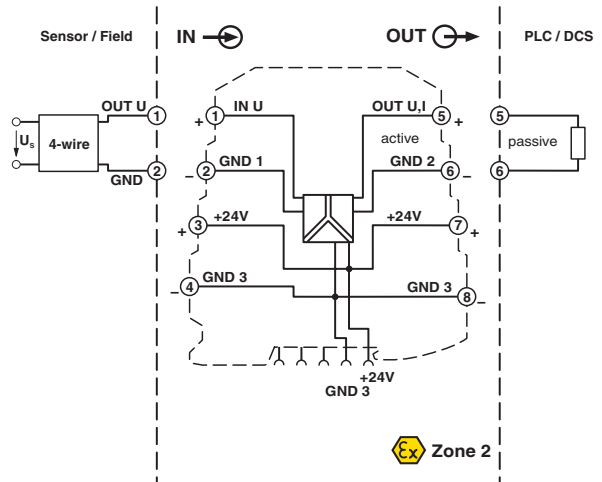 Sensor / Field
IN
OUT
PLC / DCS
OUT U
1
+ 1
IN U
OUT U,I
5 +
5
Us
4-wire
active
passive
GND
2
– 2
GND 1
GND 2
6 –
6
+ 3
+24V
+24V
7 +
– 4
GND 3
GND 3
8 –
+24V
GND 3
Ex
Zone 2